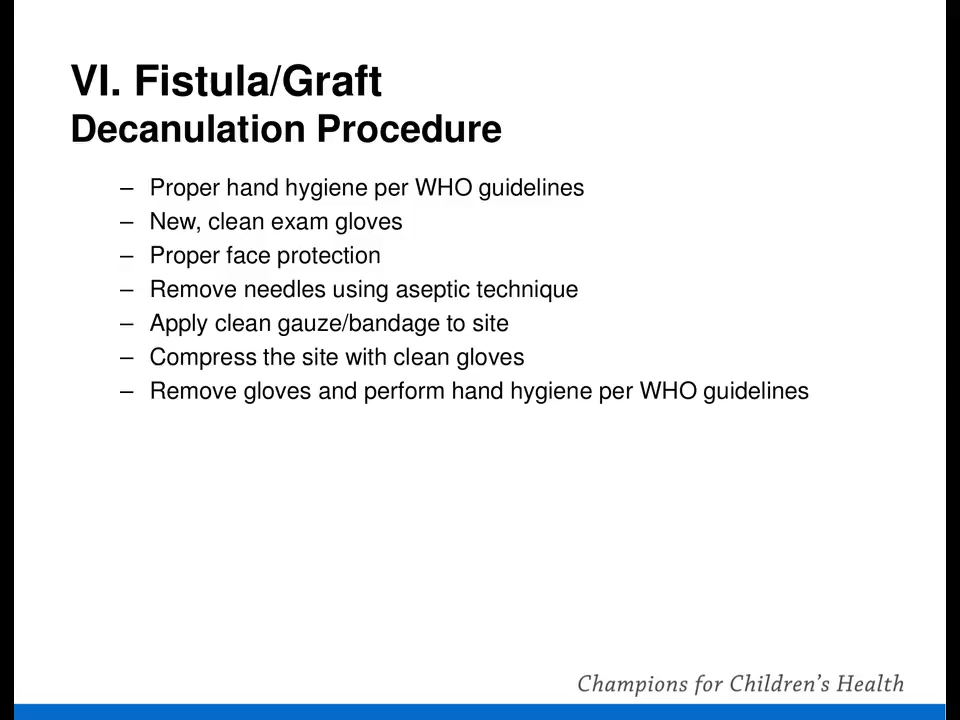 VI. Fistula/Graft
Decanulation Procedure
– Proper hand hygiene per WHO guidelines
– New, clean exam gloves
– Proper face protection
– Remove needles using aseptic technique
– Apply clean gauze/bandage to site
– Compress the site with clean gloves
– Remove gloves and perform hand hygiene per WHO guidelines
Champions for Children's Health